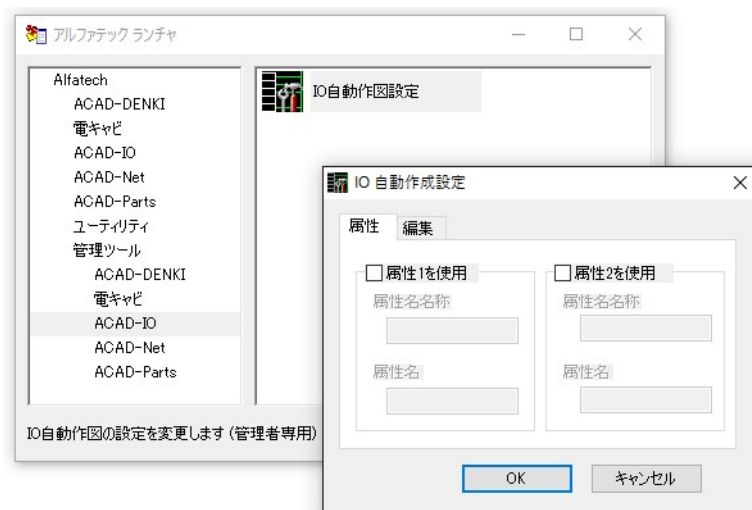 アルファテック ランチャ
Alfatech
ACAD-DENKI
電キャビ
ACAD-IO
ACAD-Net
ACAD-Parts
ユーティリティ
管理ツール
ACAD-DENKI
電キャビ
ACAD-IO
ACAD-Net
ACAD-Parts
IO自動作図設定
IO自動作図の設定を変更します(管理者専用)
IO 自動作成設定
属性 編集
属性1を使用
属性名名称
属性名
属性2を使用
属性名名称
属性名
OK キャンセル